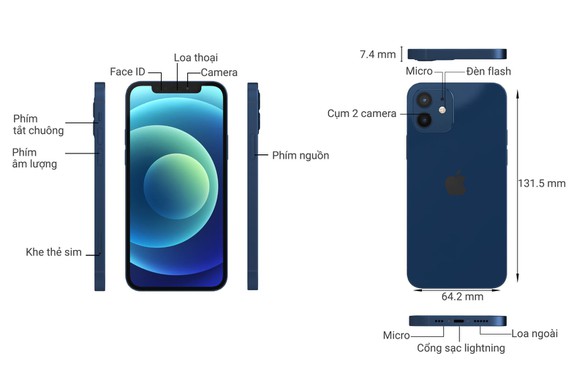 Loa thoại
Face ID
Camera
Phím
tắt chuông
Phím
âm lượng
Khe thẻ sim
Phím nguồn
7.4 mm
Micro
Đèn flash
Cụm 2 camera
131.5 mm
64.2 mm
Micro
Loa ngoài
Cổng sạc lightning